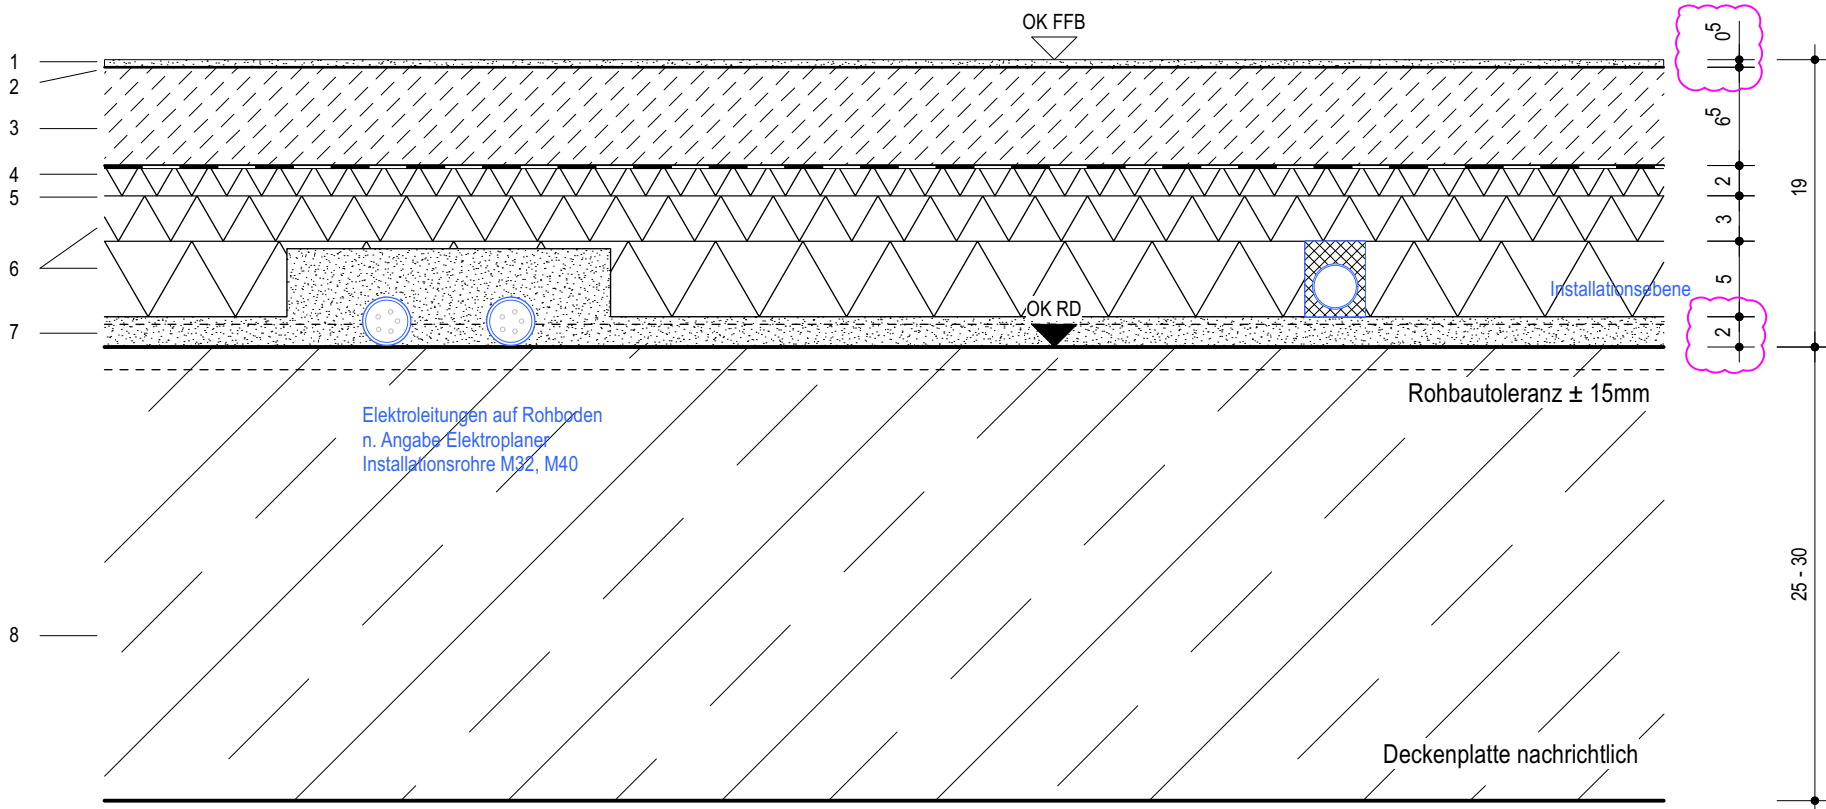 OK FFB
0⁵
1
2
3
6⁵
4
2
5
3
19
6
5
Installationsebene
OK RD
7
2
Rohbautoleranz ± 15mm
Elektroleitungen auf Rohboden
n. Angabe Elektroplaner
Installationsrohre M32, M40
25 - 30
8
Deckenplatte nachrichtlich